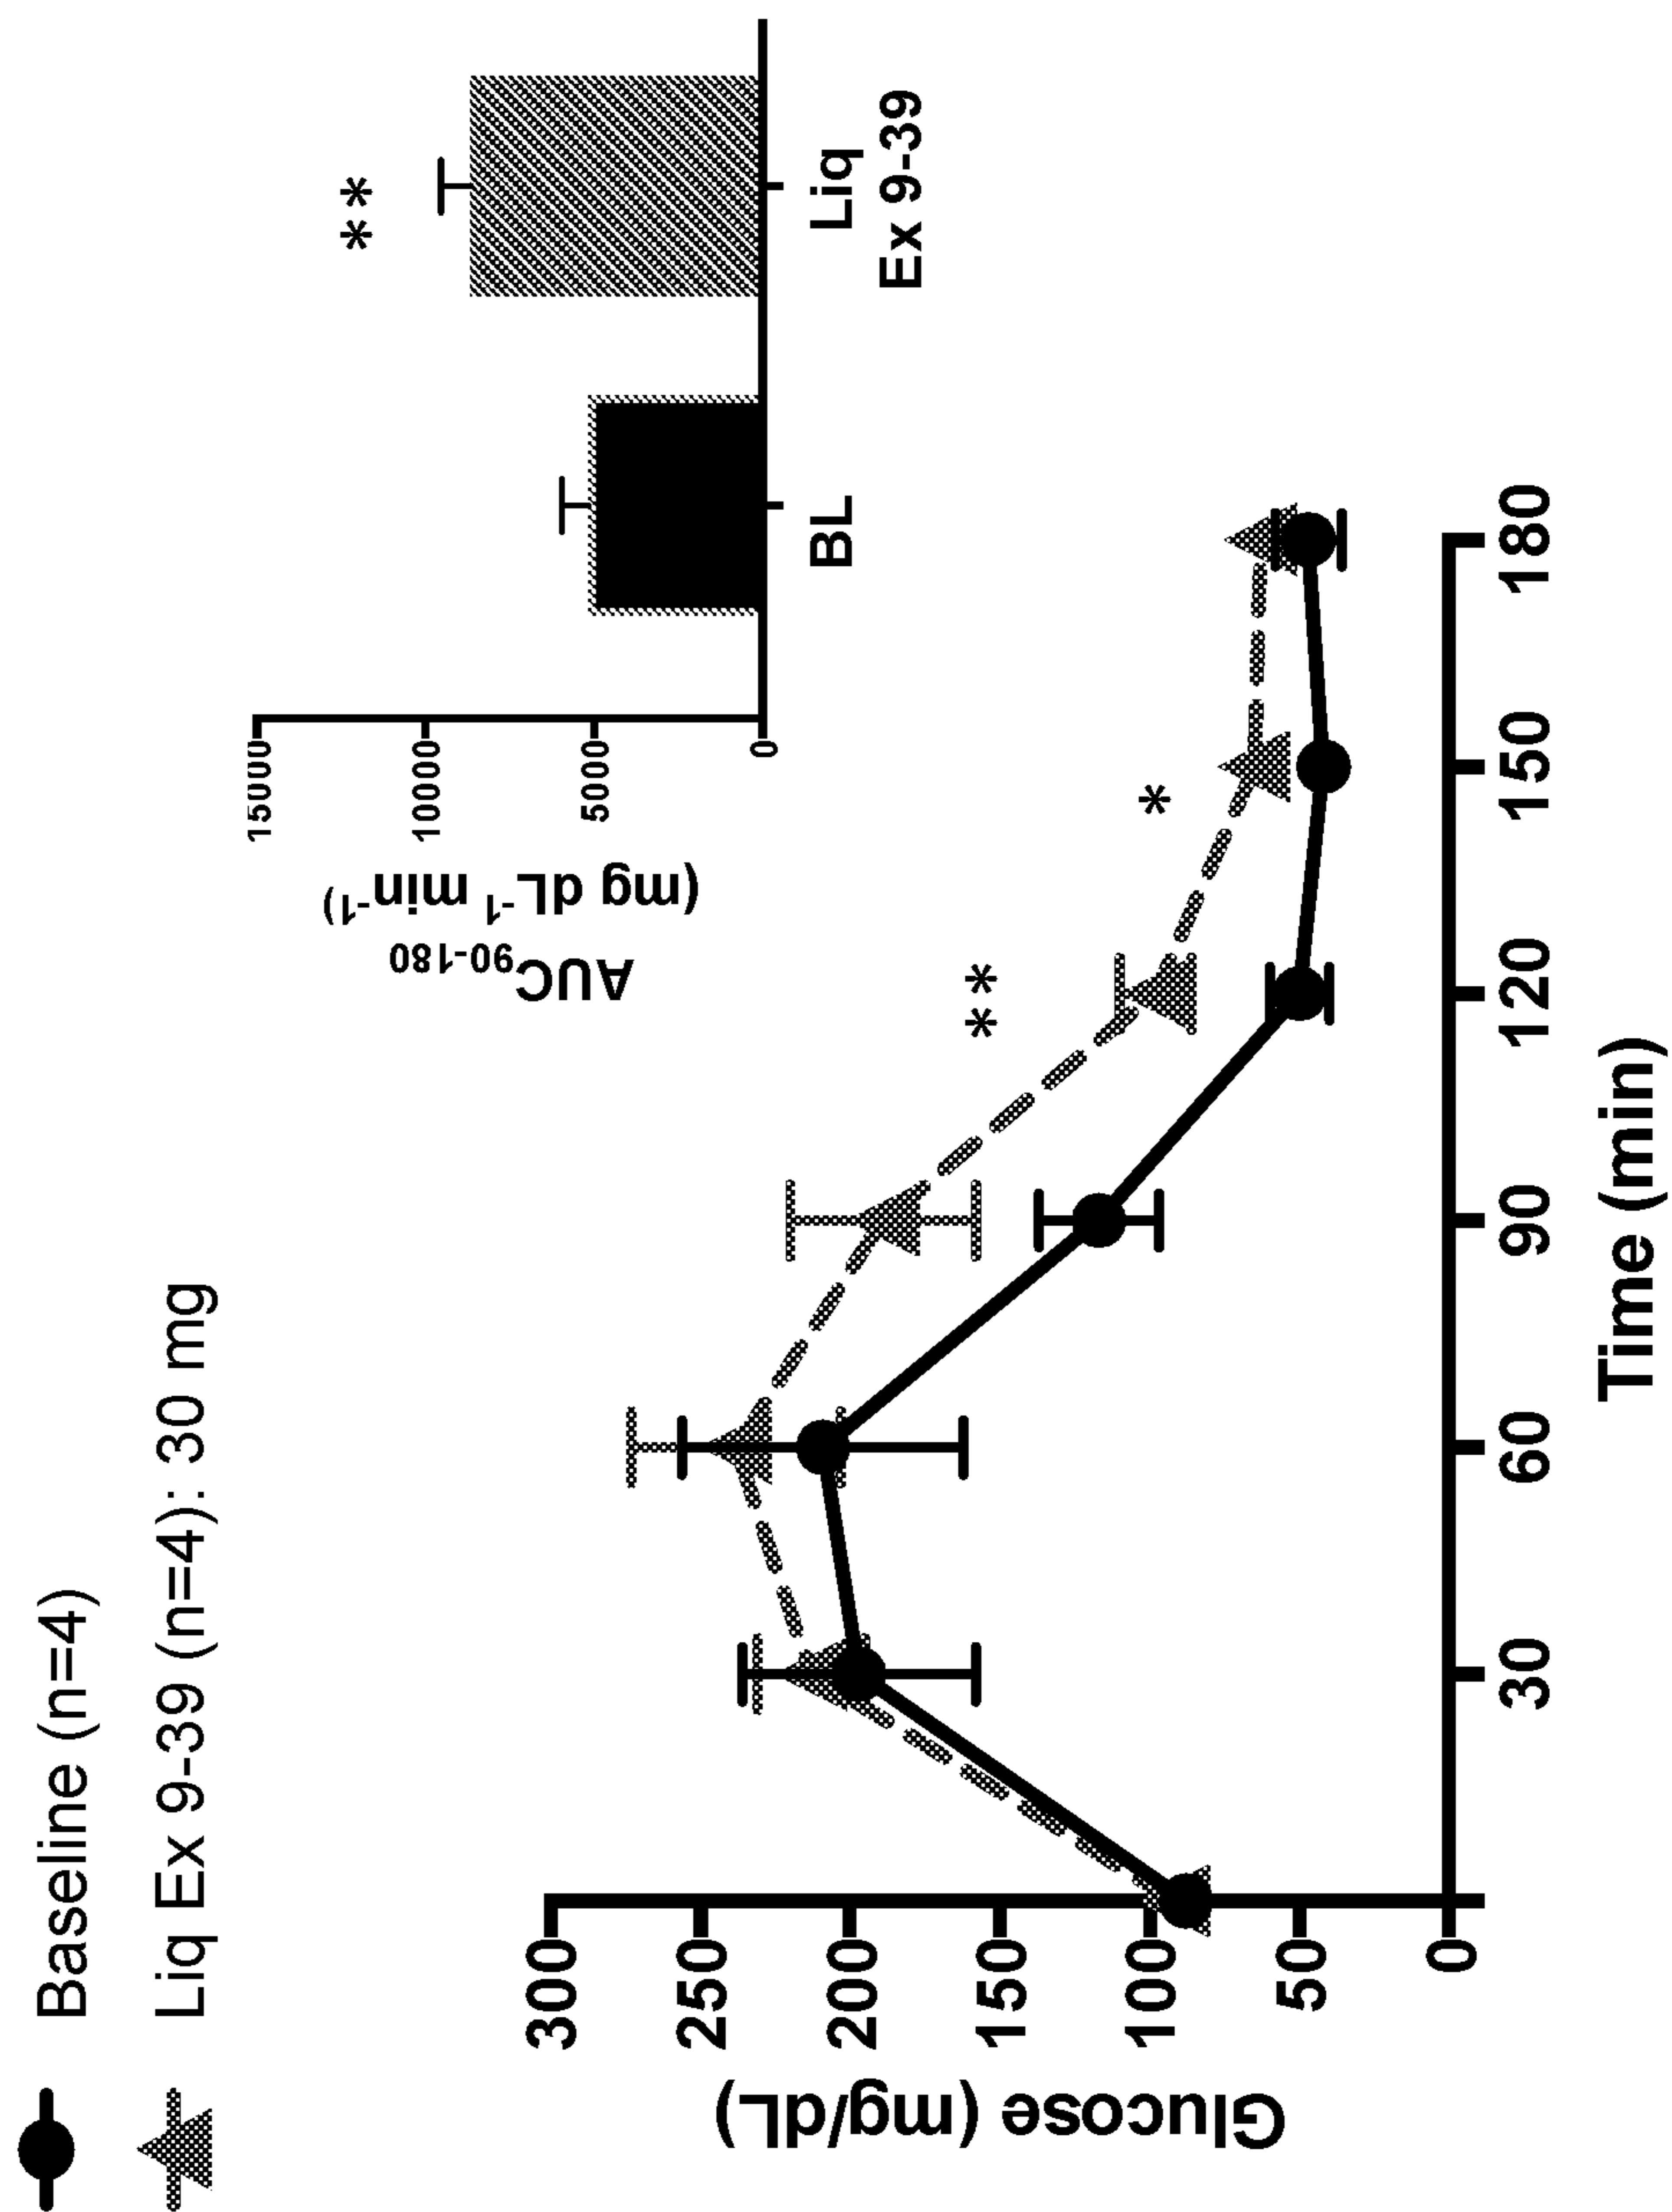 Baseline (n=4)
Liq Ex 9-39 (n=4): 30 mg
AUC90-180
(mg dL-1 min-1)
15000
10000
5000
0
**
BL
Liq
Ex 9-39
Glucose (mg/dL)
300
250
200
150
100
50
0
**
*
30
60
90
120
150
180
Time (min)